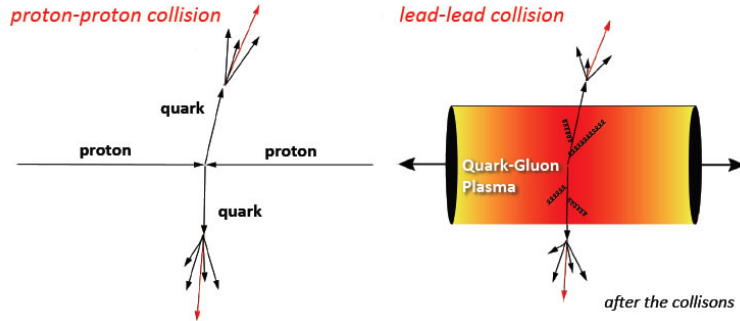 proton-proton collision
quark
proton
proton
quark
lead-lead collision
Quark-Gluon
Plasma
after the collisons